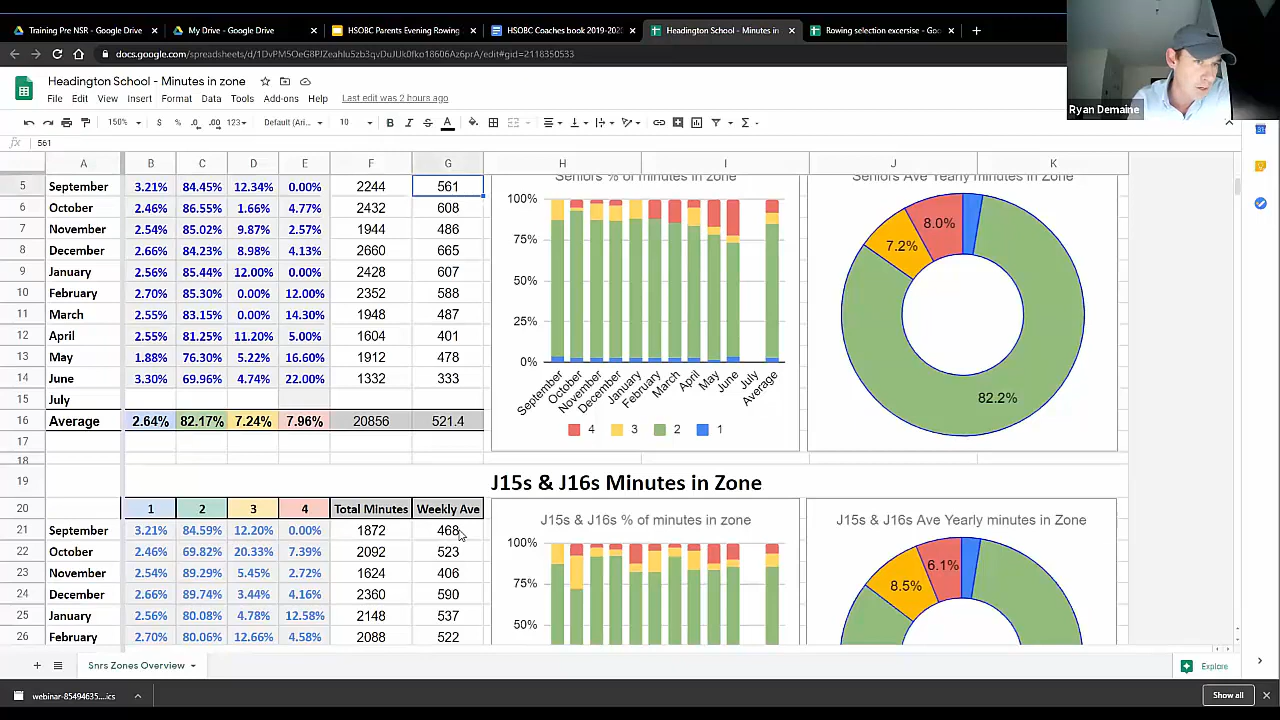 Training Pre NSR - Google Drive
My Drive - Google Drive
HSOBC Parents Evening Rowing
HSOBC Coaches book 2019-202
Headington School - Minutes in
Rowing selection excersise - Go
Headington School - Minutes in zone
File Edit View Insert Format Data Tools Add-ons Help Last edit was 2 hours ago
150% $ % .0 .00 123 Default (Ari... 10 B I S A
Ryan Demaine
fx 561
A B C D E F G H I J K
5 September 3.21% 84.45% 12.34% 0.00% 2244 561
6 October 2.46% 86.55% 1.66% 4.77% 2432 608
7 November 2.54% 85.02% 9.87% 2.57% 1944 486
8 December 2.66% 84.23% 8.98% 4.13% 2660 665
9 January 2.56% 85.44% 12.00% 0.00% 2428 607
10 February 2.70% 85.30% 0.00% 12.00% 2352 588
11 March 2.55% 83.15% 0.00% 14.30% 1948 487
12 April 2.55% 81.25% 11.20% 5.00% 1604 401
13 May 1.88% 76.30% 5.22% 16.60% 1912 478
14 June 3.30% 69.96% 4.74% 22.00% 1332 333
15 July
16 Average 2.64% 82.17% 7.24% 7.96% 20856 521.4
17
18
Seniors % of minutes in zone
100%
75%
50%
25%
0%
September October November December January February March April May June July Average
4 3 2 1
Seniors Ave Yearly minutes in Zone
8.0%
7.2%
82.2%
19 J15s & J16s Minutes in Zone
20 1 2 3 4 Total Minutes Weekly Ave
21 September 3.21% 84.59% 12.20% 0.00% 1872 468
22 October 2.46% 69.82% 20.33% 7.39% 2092 523
23 November 2.54% 89.29% 5.45% 2.72% 1624 406
24 December 2.66% 89.74% 3.44% 4.16% 2360 590
25 January 2.56% 80.08% 4.78% 12.58% 2148 537
26 February 2.70% 80.06% 12.66% 4.58% 2088 522
J15s & J16s % of minutes in zone
100%
75%
50%
J15s & J16s Ave Yearly minutes in Zone
6.1%
8.5%
Snrs Zones Overview
Explore
webinar-85494635....ics
Show all